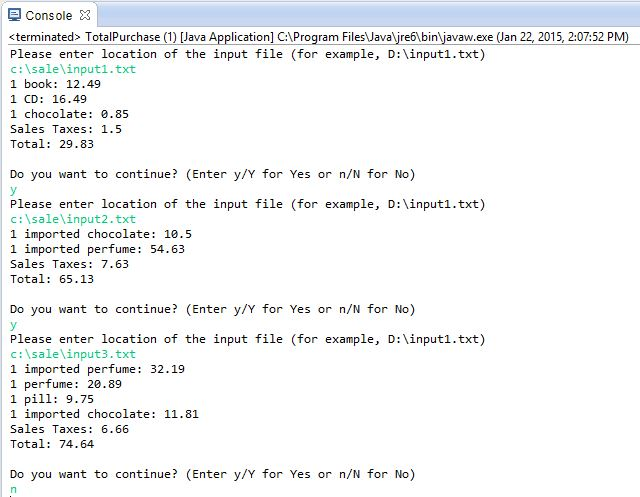 Console
<terminated> TotalPurchase (1) [Java Application] C:\Program Files\Java\jre6\bin\javaw.exe (Jan 22, 2015, 2:07:52 PM)
Please enter location of the input file (for example, D:\input1.txt)
c:\sale\input1.txt
1 book: 12.49
1 CD: 16.49
1 chocolate: 0.85
Sales Taxes: 1.5
Total: 29.83
Do you want to continue? (Enter y/Y for Yes or n/N for No)
y
Please enter location of the input file (for example, D:\input1.txt)
c:\sale\input2.txt
1 imported chocolate: 10.5
1 imported perfume: 54.63
Sales Taxes: 7.63
Total: 65.13
Do you want to continue? (Enter y/Y for Yes or n/N for No)
y
Please enter location of the input file (for example, D:\input1.txt)
c:\sale\input3.txt
1 imported perfume: 32.19
1 perfume: 20.89
1 pill: 9.75
1 imported chocolate: 11.81
Sales Taxes: 6.66
Total: 74.64
Do you want to continue? (Enter y/Y for Yes or n/N for No)
n